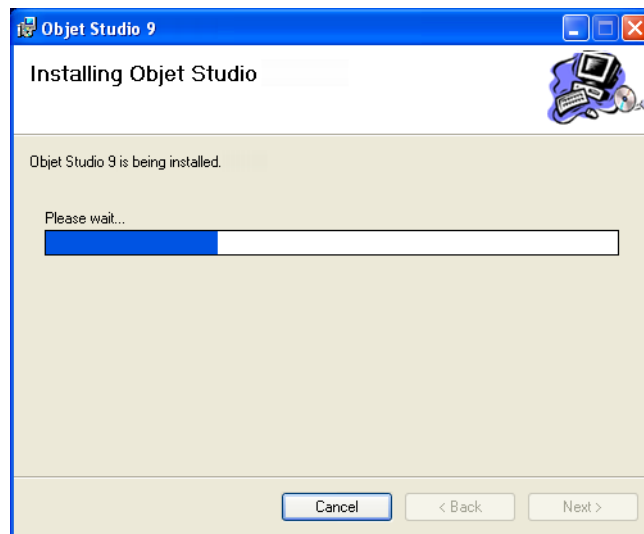 Objet Studio 9
Installing Objet Studio
Objet Studio 9 is being installed.
Please wait...
Cancel
< Back
Next >